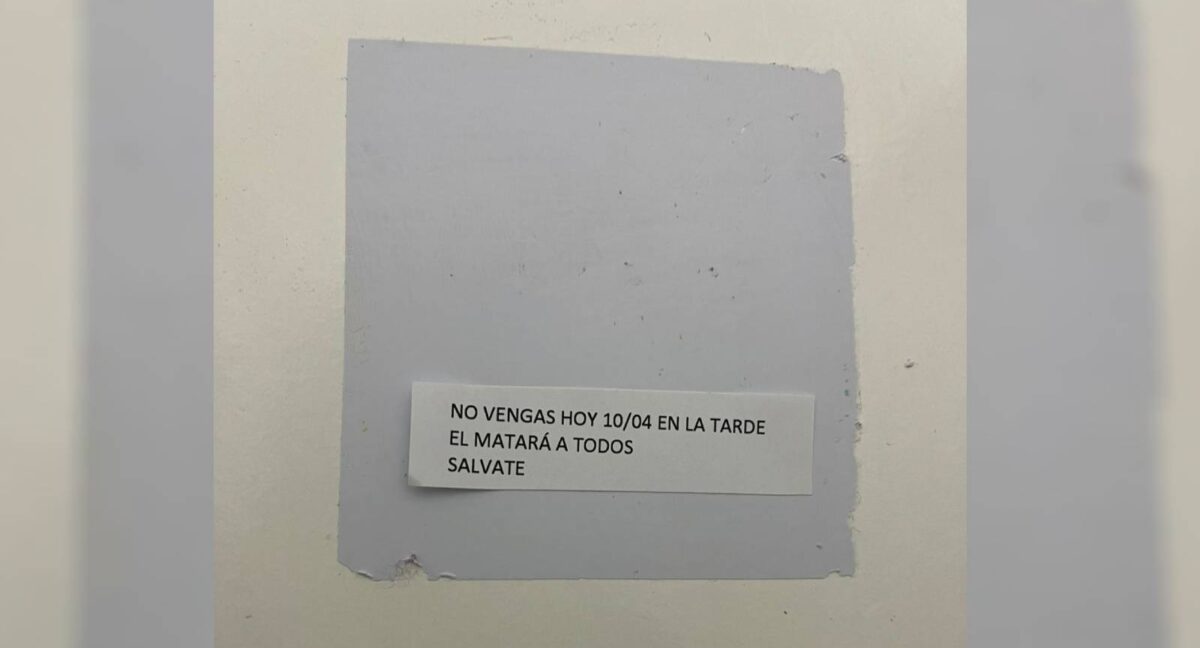 NO VENGAS HOY 10/04 EN LA TARDE
EL MATARÁ A TODOS
SALVATE